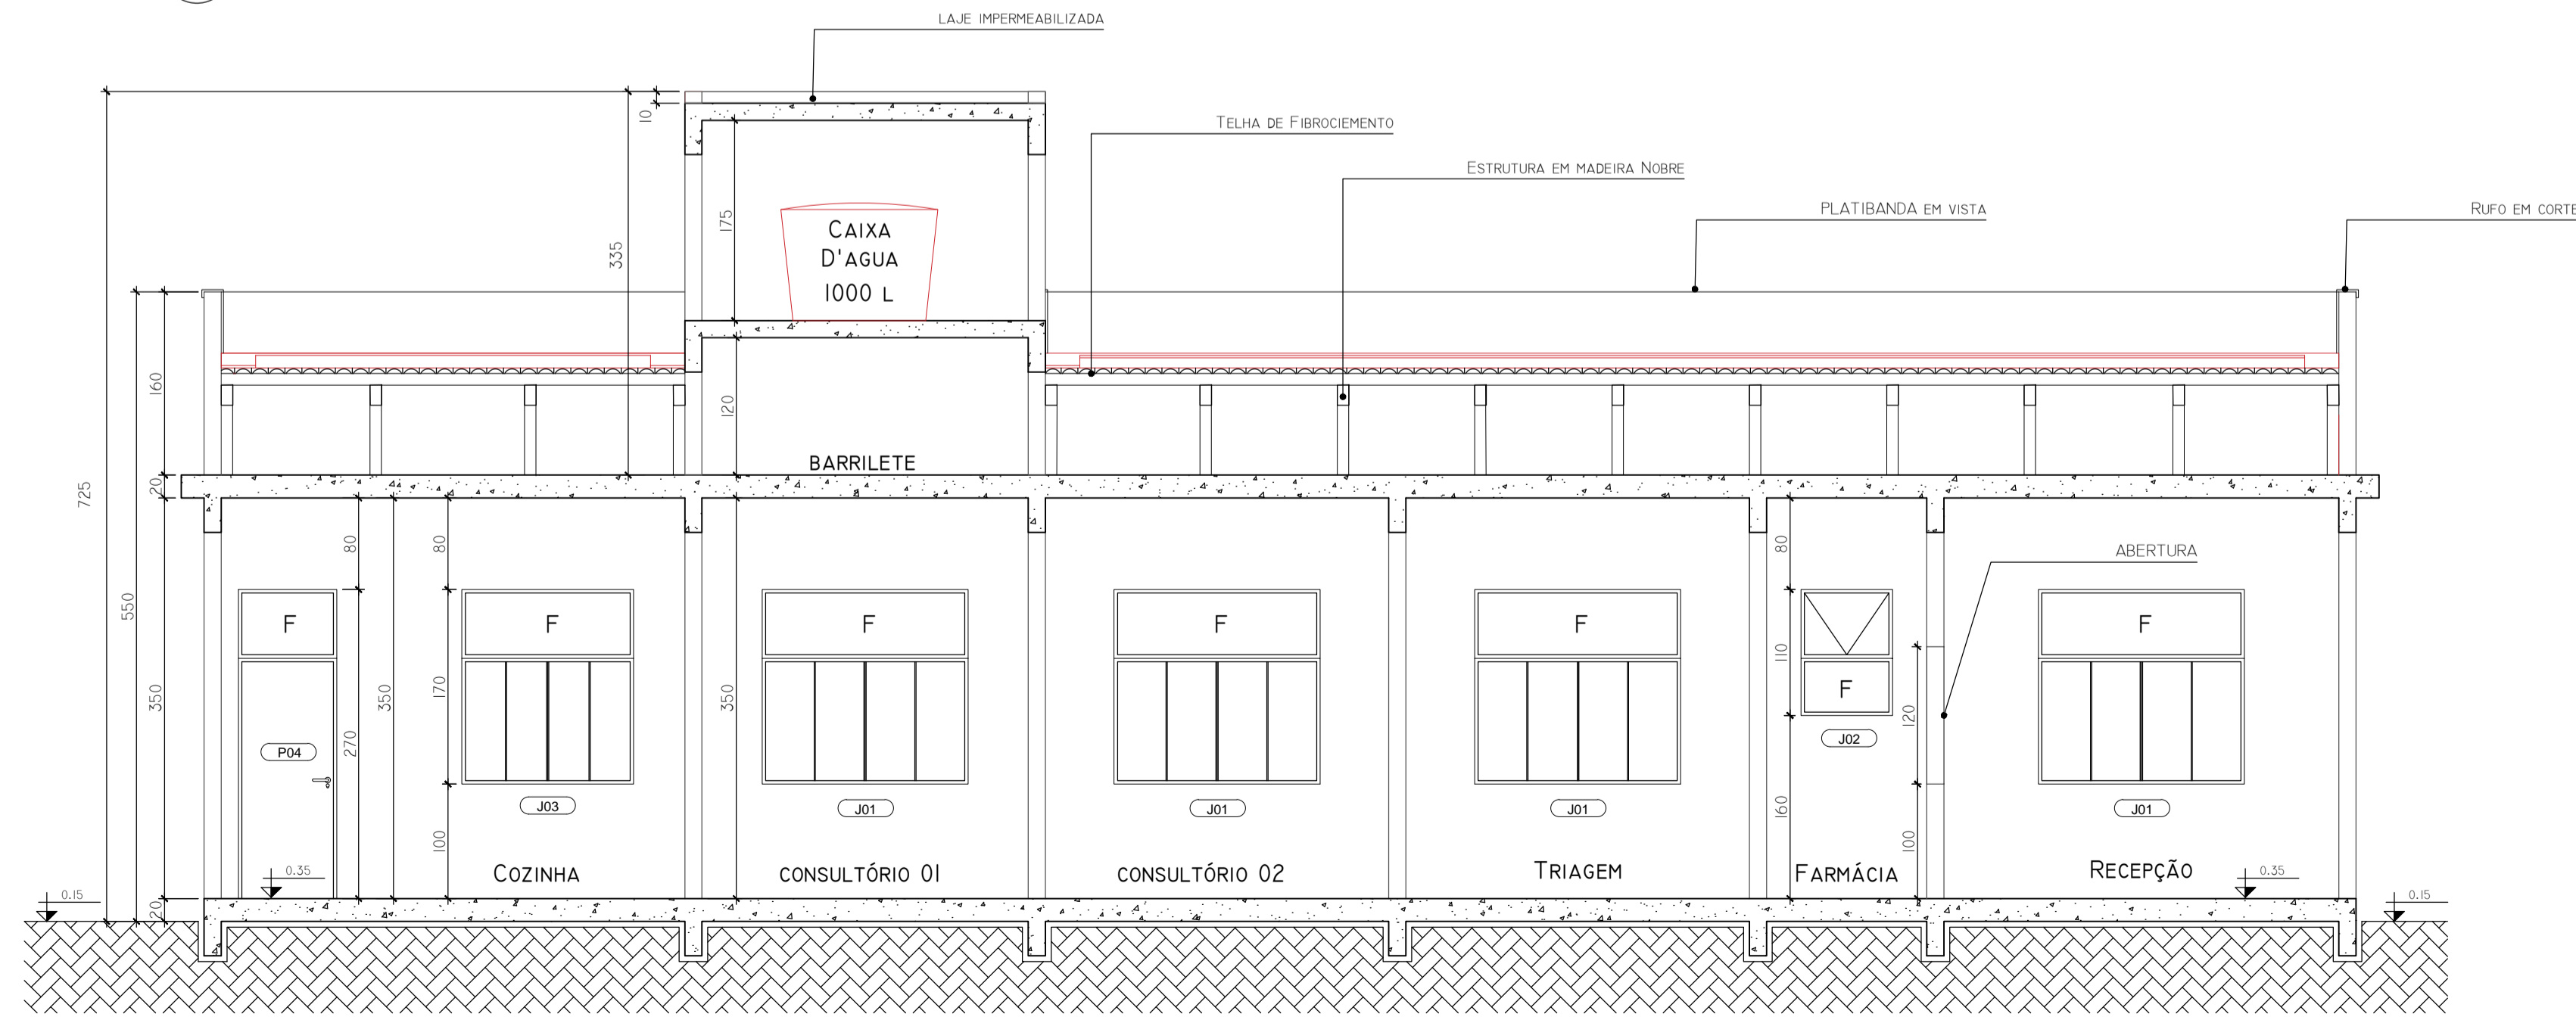 LAJE IMPERMEABILIZADA
10
TELHA DE FIBROCIEMENTO
ESTRUTURA EM MADEIRA NOBRE
PLATIBANDA EM VISTA
RUFO EM CORTE
335
175
CAIXA
D'AGUA
1000 L
160
120
BARRILETE
725
20
550
80
80
80
ABERTURA
F
F
F
F
F
F
350
350
170
350
110
F
120
270
P04
J02
J03
J01
J01
J01
J01
160
100
100
COZINHA
CONSULTÓRIO 01
CONSULTÓRIO 02
TRIAGEM
FARMÁCIA
RECEPÇÃO
0.15
0.35
0.35
0.15
20